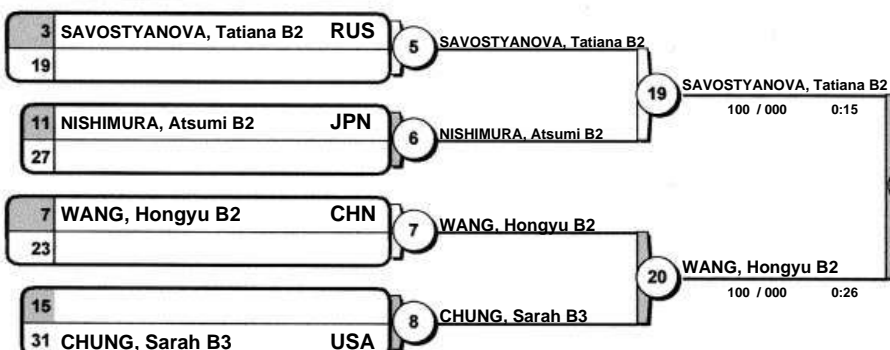 3 SAVOSTYANOVA, Tatiana B2 RUS
19
5
SAVOSTYANOVA, Tatiana B2
11 NISHIMURA, Atsumi B2 JPN
27
6
NISHIMURA, Atsumi B2
19
SAVOSTYANOVA, Tatiana B2
100 / 000 0:15
7 WANG, Hongyu B2 CHN
23
7
WANG, Hongyu B2
15
31 CHUNG, Sarah B3 USA
8
CHUNG, Sarah B3
20
WANG, Hongyu B2
100 / 000 0:26